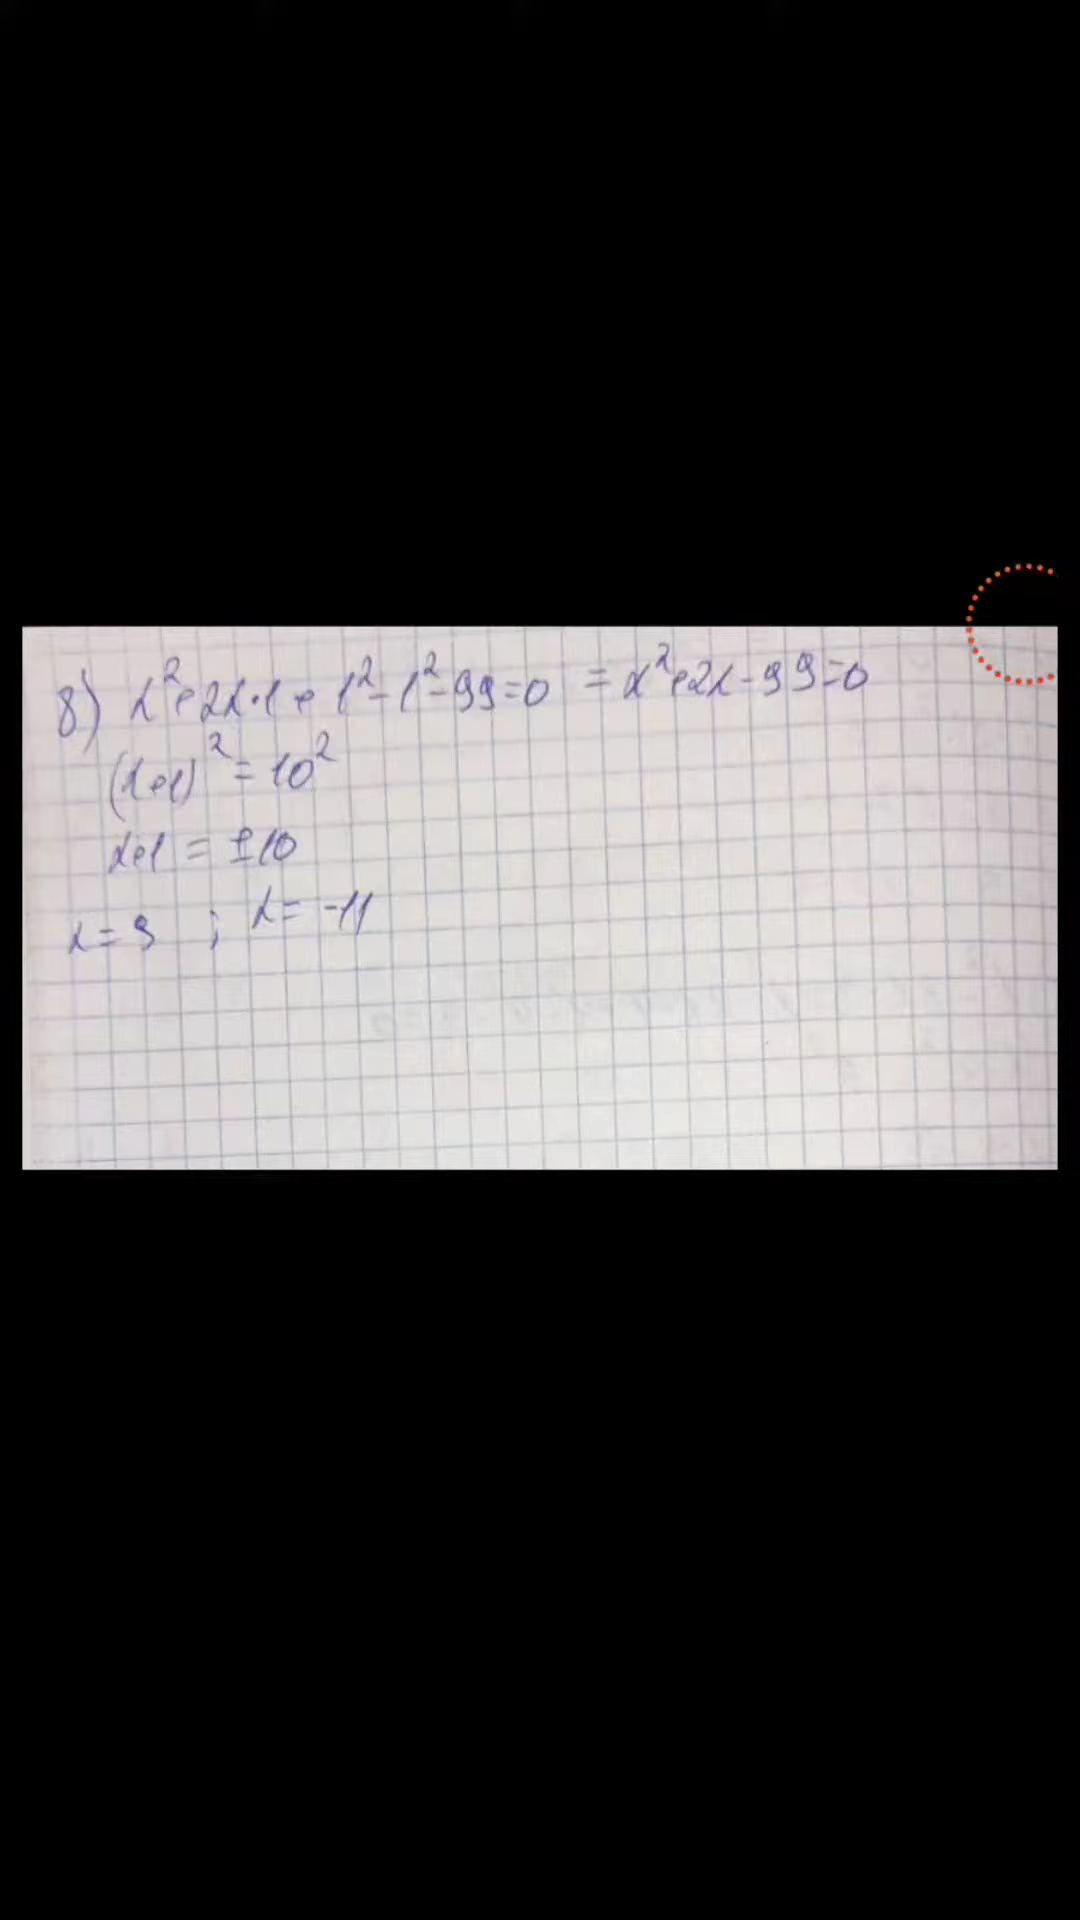 8) x²+2x·1+1²-1²-99=0 = x²+2x-99=0
(x+1)²=10²
x+1=±10
x=9 ; x=-11